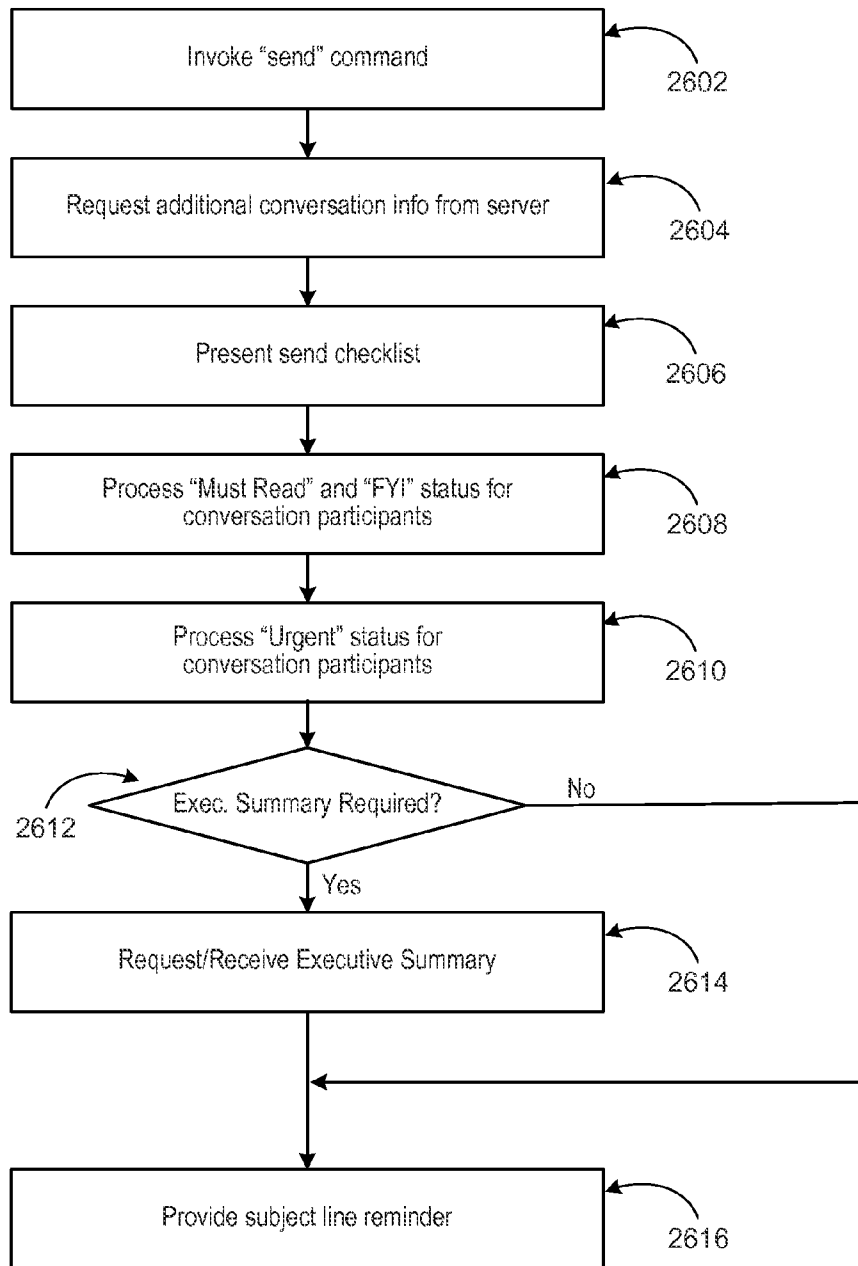 Invoke “send” command
2602
Request additional conversation info from server
2604
Present send checklist
2606
Process “Must Read” and “FYI” status for
conversation participants
2608
Process “Urgent” status for
conversation participants
2610
Exec. Summary Required?
No
2612
Yes
Request/Receive Executive Summary
2614
Provide subject line reminder
2616